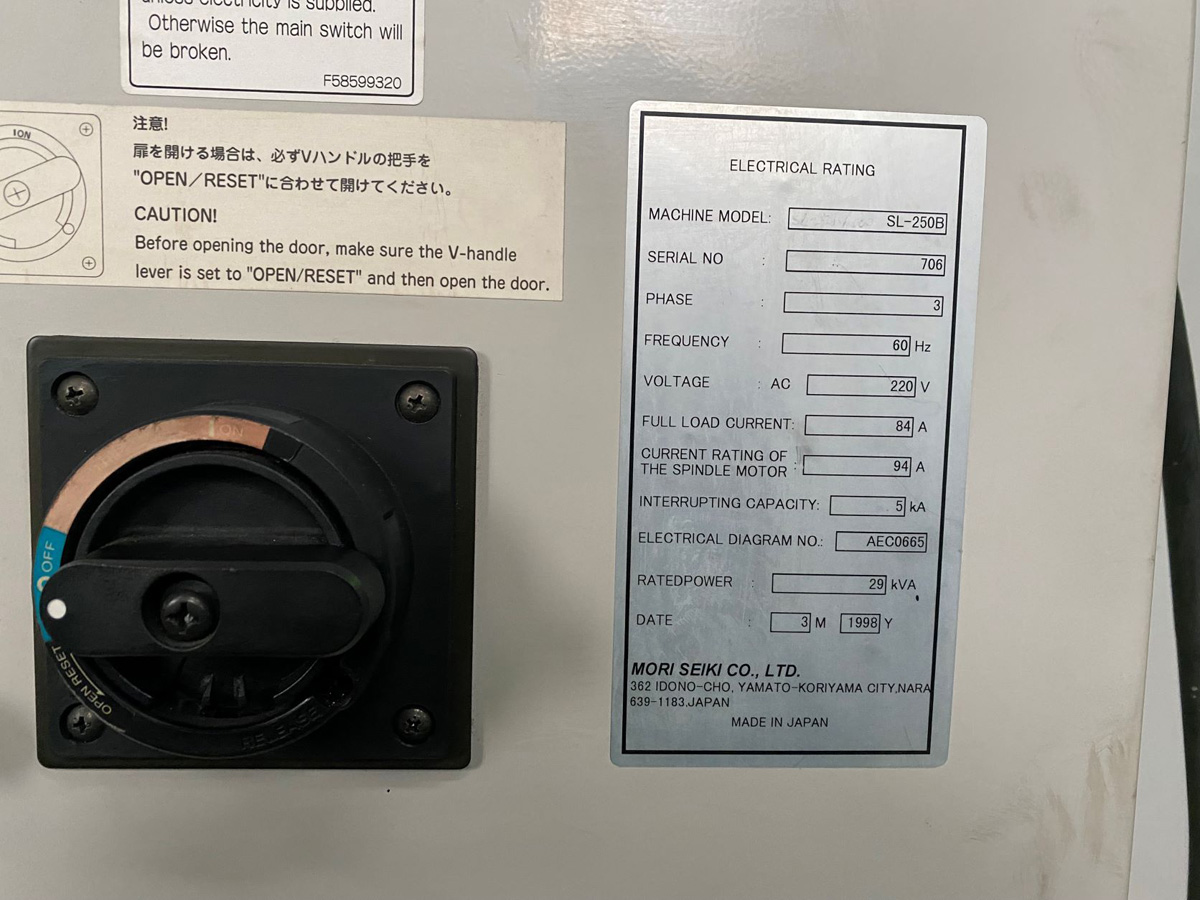 unless electricity is supplied.
Otherwise the main switch will
be broken.
F58599320
ION
注意!
扉を開ける場合は、必ずVハンドルの把手を
"OPEN/RESET"に合わせて開けてください。
CAUTION!
Before opening the door, make sure the V-handle
lever is set to "OPEN/RESET" and then open the door.
I ON
OFF
OPEN RESET
RELEASE
ELECTRICAL RATING
MACHINE MODEL: SL-250B
SERIAL NO : 706
PHASE : 3
FREQUENCY : 60 Hz
VOLTAGE : AC 220 V
FULL LOAD CURRENT: 84 A
CURRENT RATING OF
THE SPINDLE MOTOR : 94 A
INTERRUPTING CAPACITY: 5 kA
ELECTRICAL DIAGRAM NO.: AEC0665
RATEDPOWER : 29 kVA
DATE : 3 M 1998 Y
MORI SEIKI CO., LTD.
362 IDONO-CHO, YAMATO-KORIYAMA CITY,NARA
639-1183,JAPAN
MADE IN JAPAN